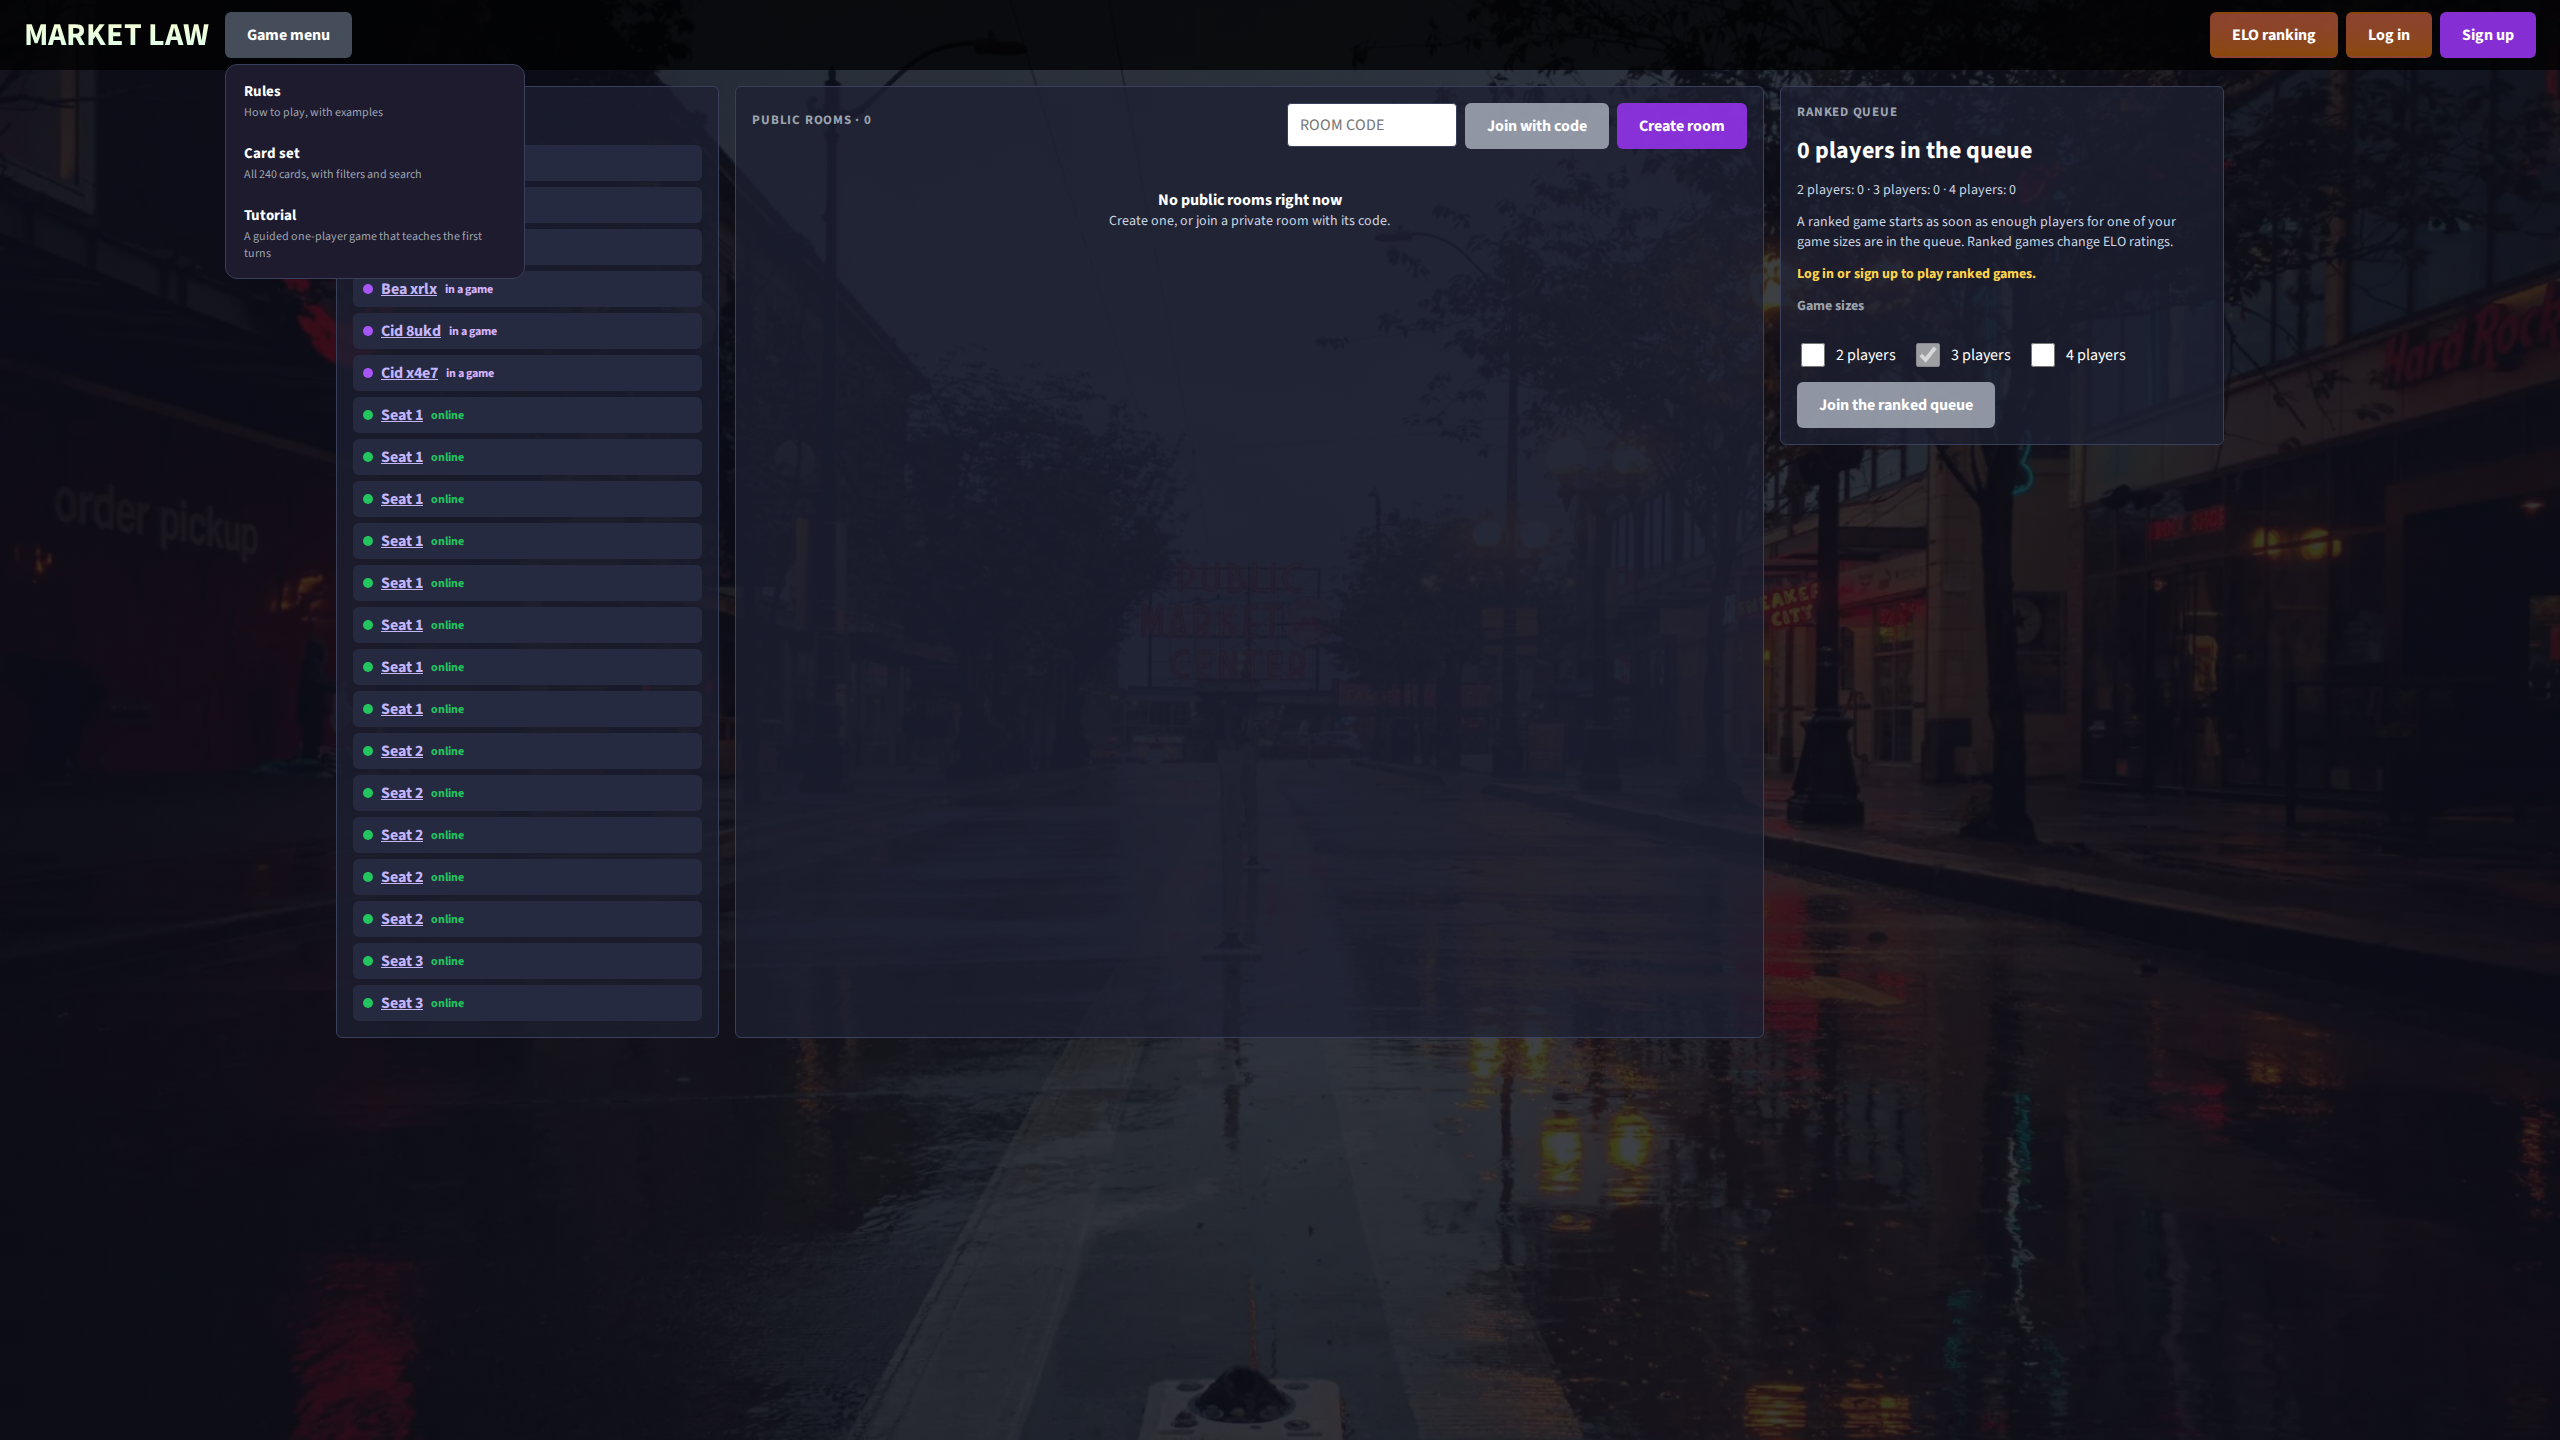 MARKET LAW
Game menu
ELO ranking
Log in
Sign up
Rules
How to play, with examples
Card set
All 240 cards, with filters and search
Tutorial
A guided one-player game that teaches the first
turns
Bea xrlx in a game
Cid 8ukd in a game
Cid x4e7 in a game
Seat 1 online
Seat 1 online
Seat 1 online
Seat 1 online
Seat 1 online
Seat 1 online
Seat 1 online
Seat 1 online
Seat 2 online
Seat 2 online
Seat 2 online
Seat 2 online
Seat 2 online
Seat 3 online
Seat 3 online
PUBLIC ROOMS · 0
ROOM CODE
Join with code
Create room
No public rooms right now
Create one, or join a private room with its code.
RANKED QUEUE
0 players in the queue
2 players: 0 · 3 players: 0 · 4 players: 0
A ranked game starts as soon as enough players for one of your
game sizes are in the queue. Ranked games change ELO ratings.
Log in or sign up to play ranked games.
Game sizes
2 players
3 players
4 players
Join the ranked queue
order pickup
PUBLIC
MARKET
CENTER
SNEAKER
CITY
Hard Rock